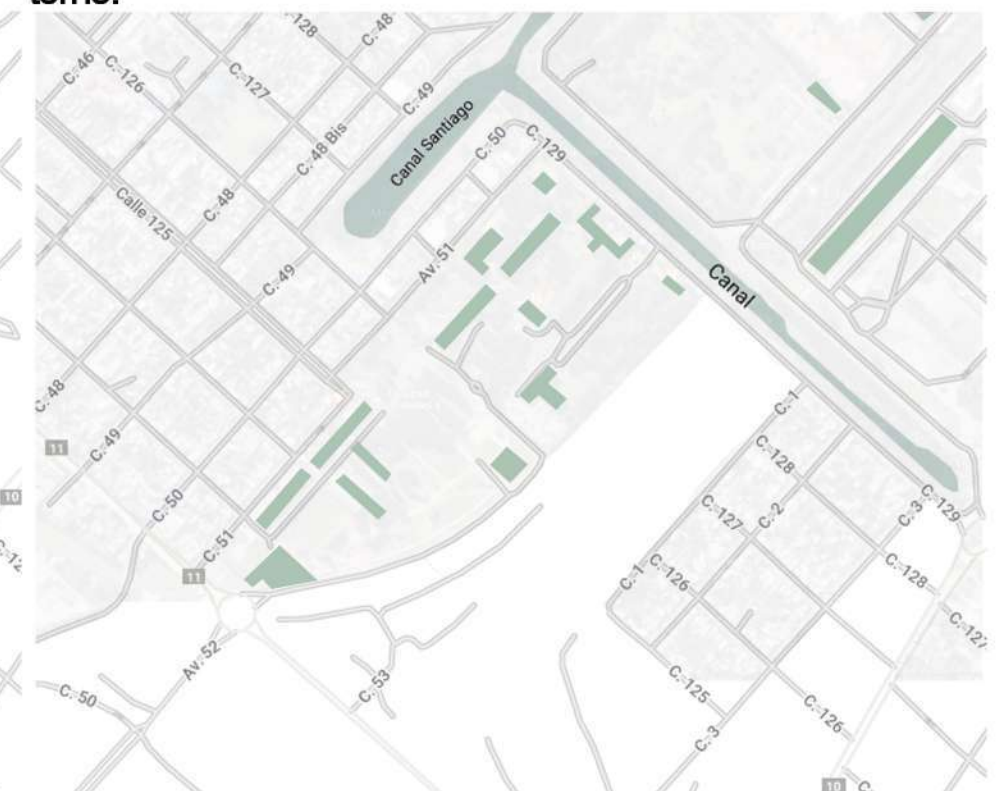 C.-46
C.-126
C.-127
128
C.-48
C.-49
Canal Santiago
C.-48 Bis
C.-50
C.-129
Calle 125
C.-48
C.-49
Av. 51
Canal
C.-48
C.-49
11
10
C.-50
C.-51
11
C.-1
C.-128
C.-127
C.-2
C.-3
C.-129
C.-1
C.-126
C.-128
C.-127
Av. 52
C.-50
C.-53
C.-125
C.-126
C.-3
10